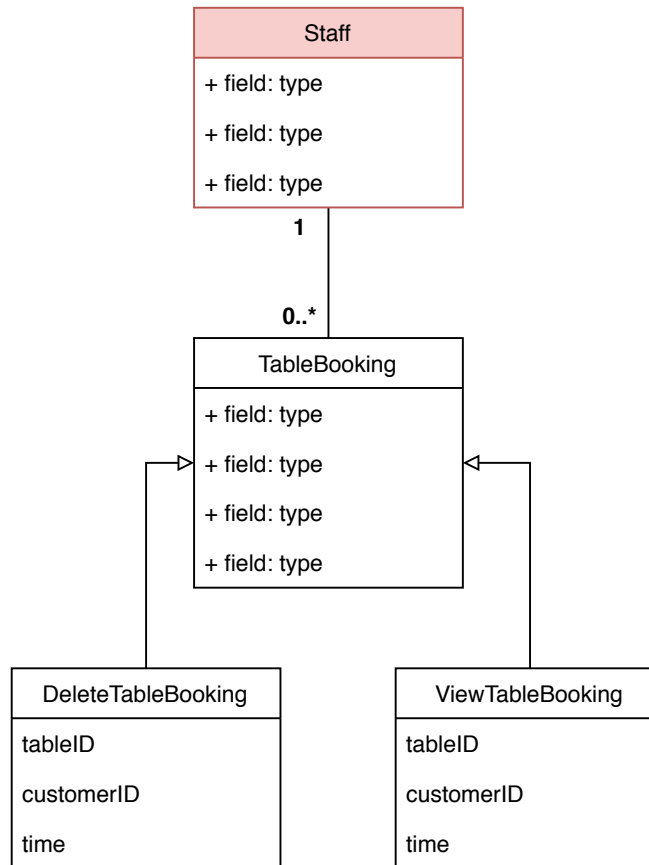 Staff
+ field: type
+ field: type
+ field: type
1
0..*
TableBooking
+ field: type
+ field: type
+ field: type
+ field: type
DeleteTableBooking
tableID
customerID
time
ViewTableBooking
tableID
customerID
time